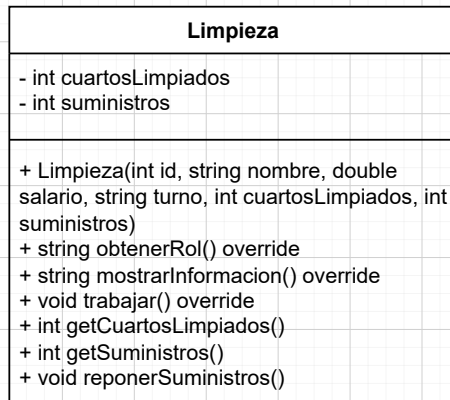 Limpieza
- int cuartosLimpiados
- int suministros
+ Limpieza(int id, string nombre, double
salario, string turno, int cuartosLimpiados, int
suministros)
+ string obtenerRol() override
+ string mostrarInformacion() override
+ void trabajar() override
+ int getCuartosLimpiados()
+ int getSuministros()
+ void reponerSuministros()